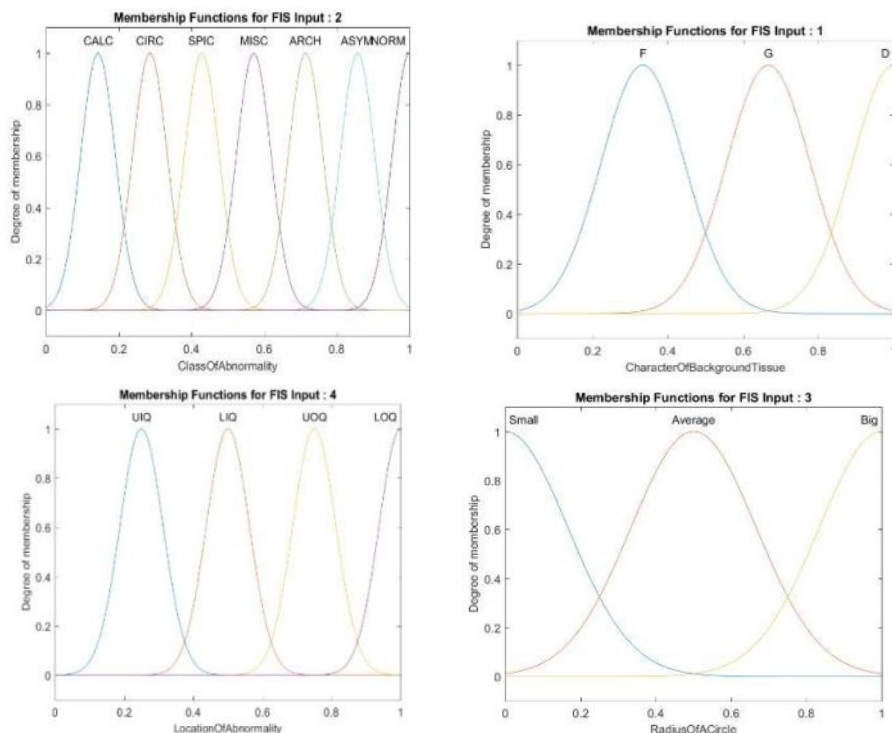 Membership Functions for FIS Input : 2
CALC CIRC SPIC MISC ARCH ASYM NORM
1
0.8
0.6
0.4
0.2
0
Degree of membership
0 0.2 0.4 0.6 0.8 1
ClassOfAbnormality
Membership Functions for FIS Input : 1
F G D
1
0.8
0.6
0.4
0.2
0
Degree of membership
0 0.2 0.4 0.6 0.8 1
CharacterOfBackgroundTissue
Membership Functions for FIS Input : 4
UIQ LIQ UOQ LOQ
1
0.8
0.6
0.4
0.2
0
Degree of membership
0 0.2 0.4 0.6 0.8 1
LocationOfAbnormality
Membership Functions for FIS Input : 3
Small Average Big
1
0.8
0.6
0.4
0.2
0
Degree of membership
0 0.2 0.4 0.6 0.8 1
RadiusOfACircle